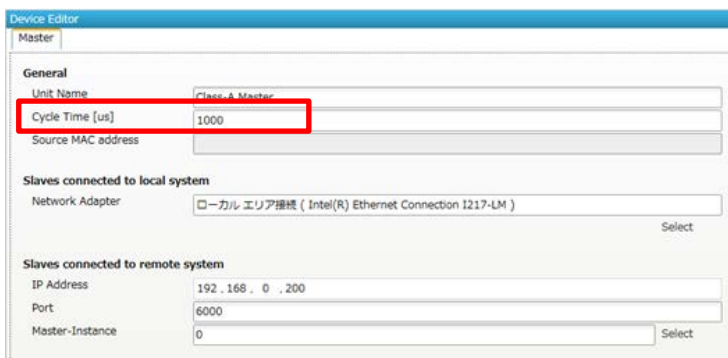 Device Editor
Master
General
Unit Name Class-A Master
Cycle Time [us] 1000
Source MAC address
Slaves connected to local system
Network Adapter ローカル エリア接続 ( Intel(R) Ethernet Connection I217-LM )
Select
Slaves connected to remote system
IP Address 192 . 168 . 0 . 200
Port 6000
Master-Instance 0 Select